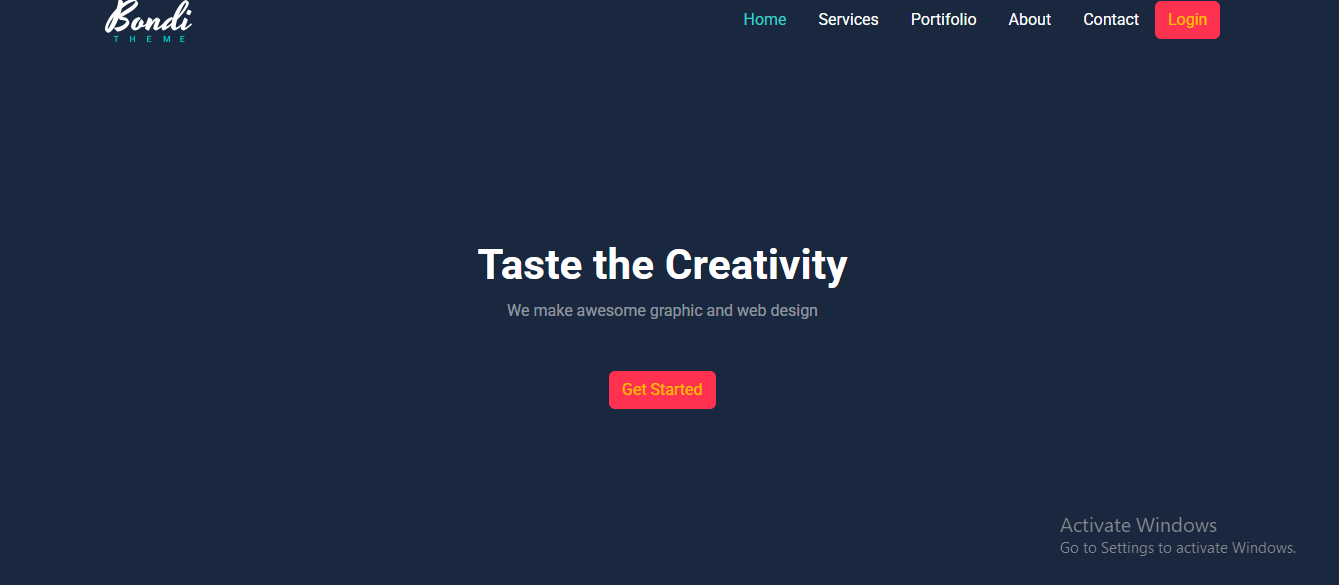 Bondi
THEME
Home Services Portifolio About Contact Login
Taste the Creativity
We make awesome graphic and web design
Get Started
Activate Windows
Go to Settings to activate Windows.